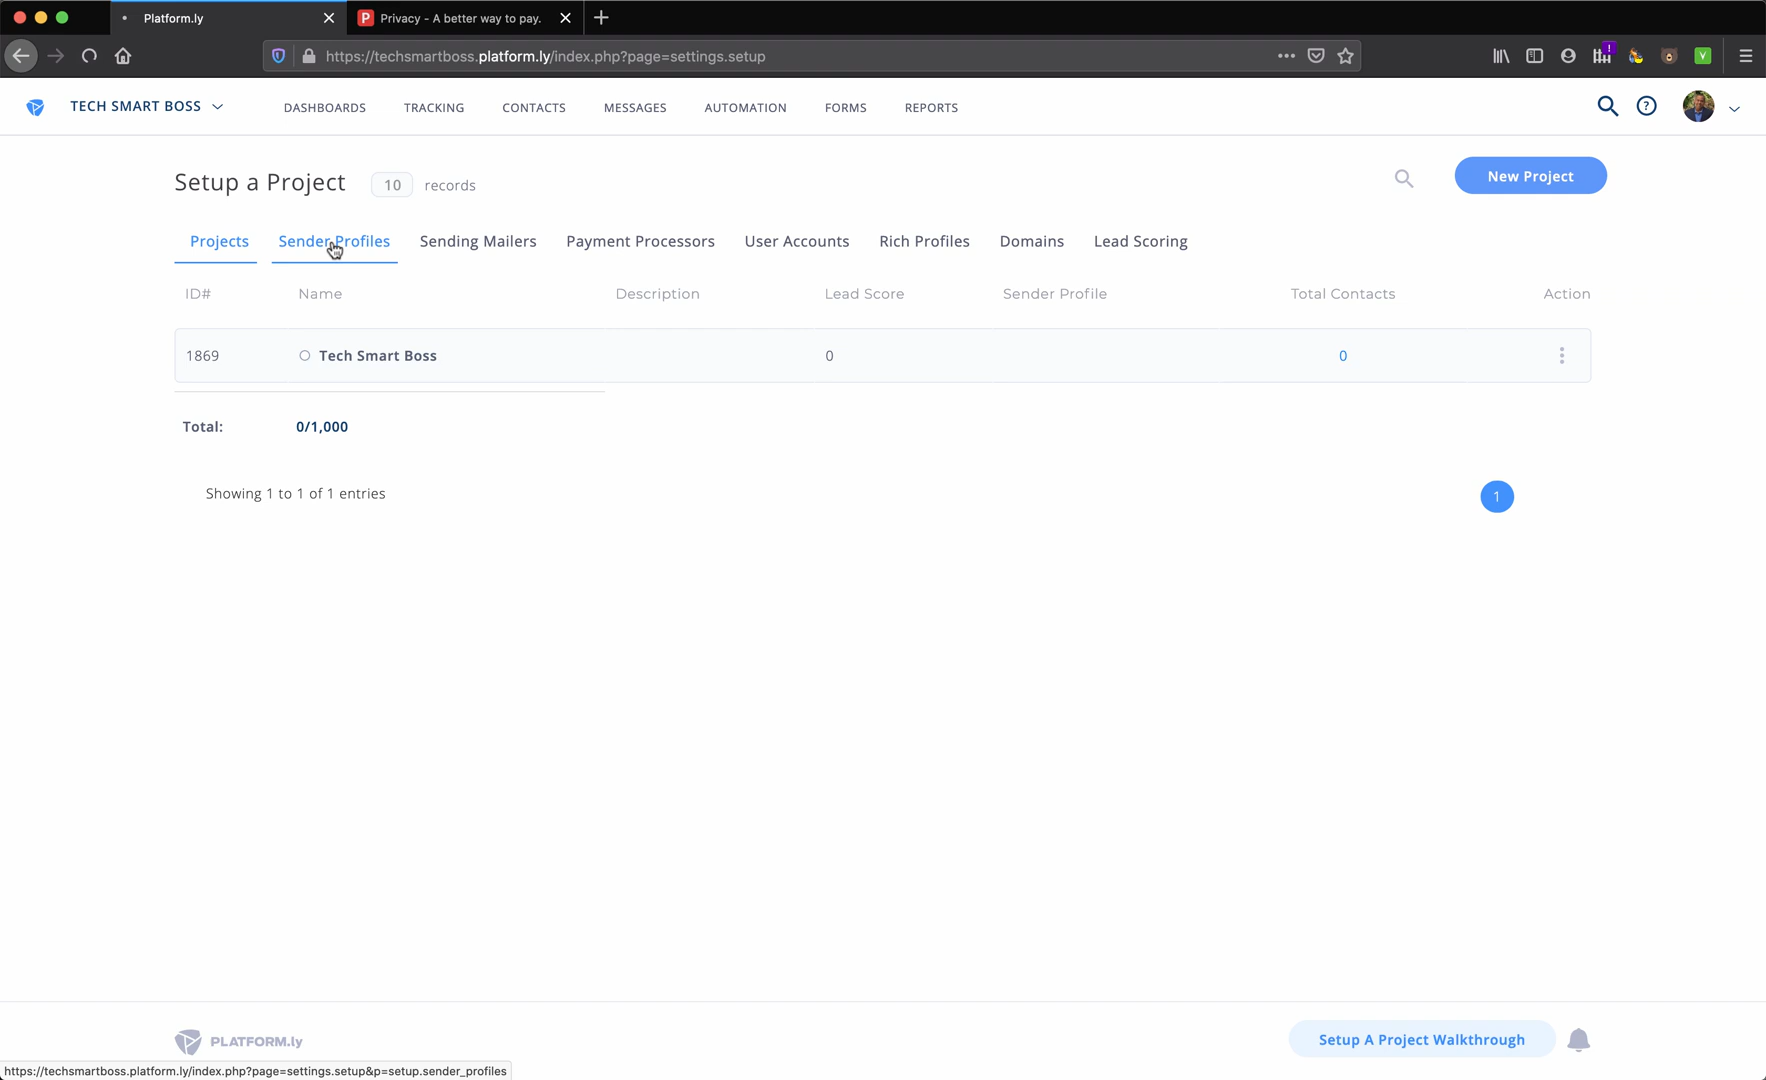 Platform.ly
P Privacy - A better way to pay.
https://techsmartboss.platform.ly/index.php?page=settings.setup
TECH SMART BOSS DASHBOARDS TRACKING CONTACTS MESSAGES AUTOMATION FORMS REPORTS
Setup a Project 10 records
New Project
Projects Sender Profiles Sending Mailers Payment Processors User Accounts Rich Profiles Domains Lead Scoring
ID# Name Description Lead Score Sender Profile Total Contacts Action
1869 Tech Smart Boss 0 0
Total: 0/1,000
Showing 1 to 1 of 1 entries
1
PLATFORM.ly
Setup A Project Walkthrough
https://techsmartboss.platform.ly/index.php?page=settings.setup&p=setup.sender_profiles